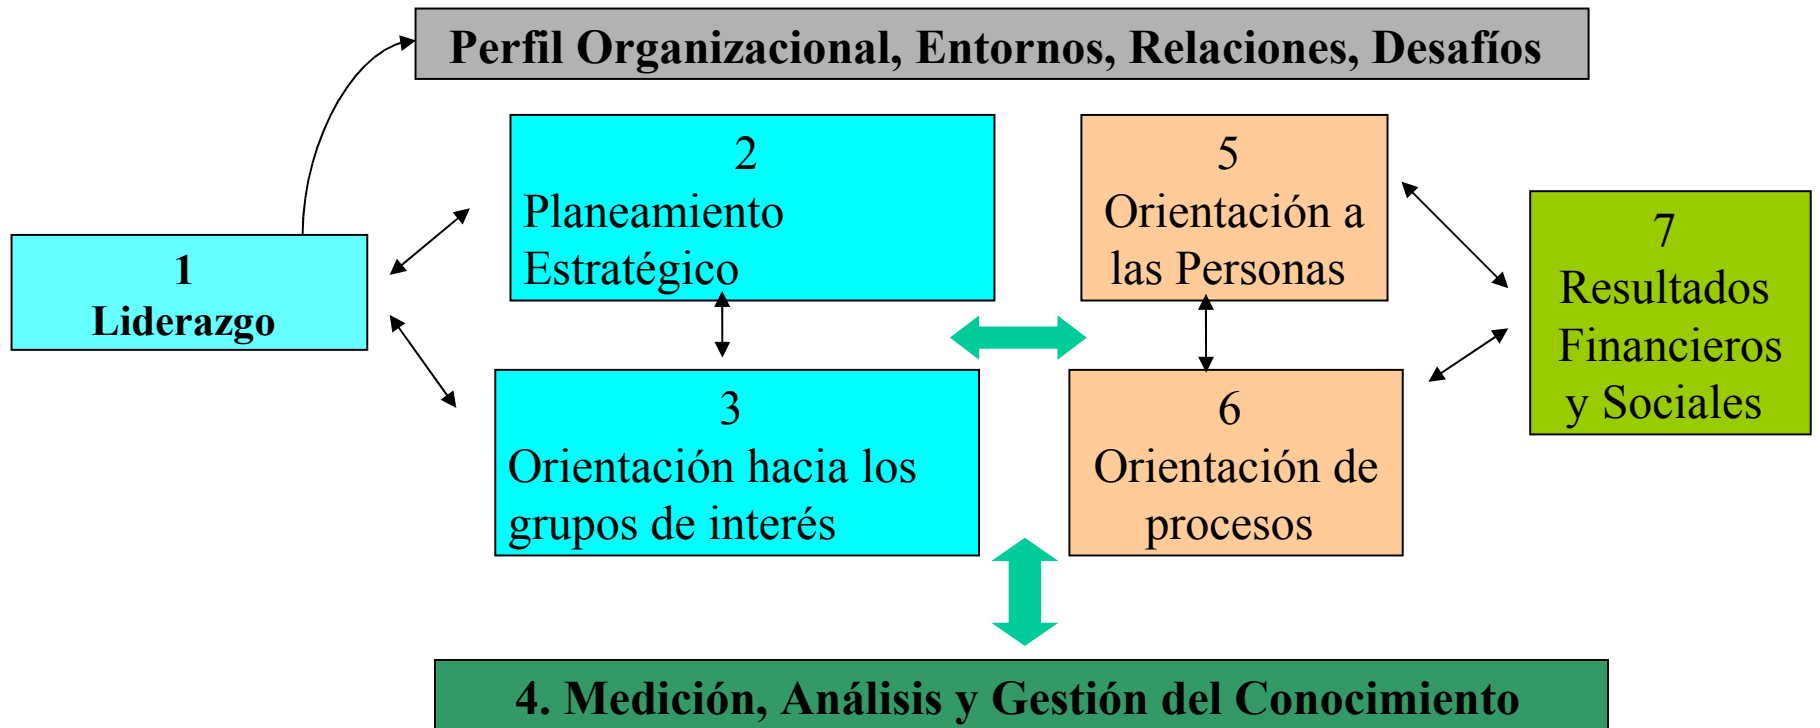 Perfil Organizacional, Entornos, Relaciones, Desafíos
1
Liderazgo
2
Planeamiento
Estratégico
3
Orientación hacia los
grupos de interés
5
Orientación a
las Personas
6
Orientación de
procesos
7
Resultados
Financieros
y Sociales
4. Medición, Análisis y Gestión del Conocimiento